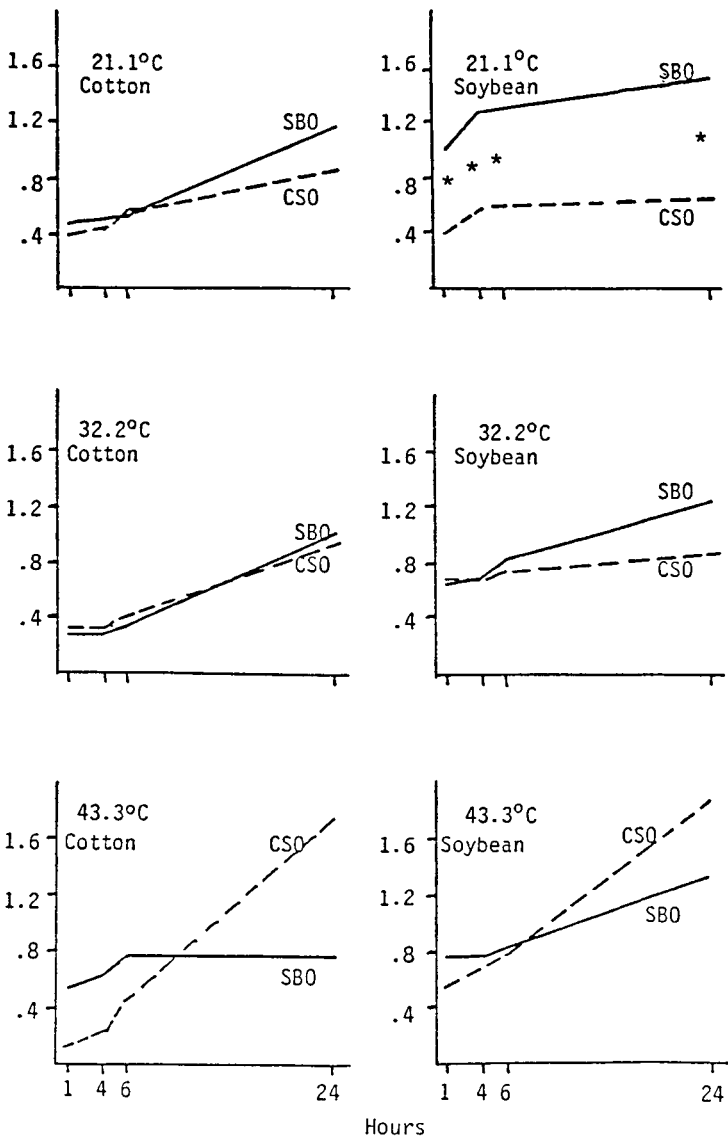 21.1°C
Cotton
1.6
1.2
.8
.4
SBO
CSO
21.1°C
Soybean
1.6
1.2
.8
.4
SBO
CSO
*
*
*
*
32.2°C
Cotton
1.6
1.2
.8
.4
SBO
CSO
32.2°C
Soybean
1.6
1.2
.8
.4
SBO
CSO
43.3°C
Cotton
1.6
1.2
.8
.4
CSO
SBO
1 4 6 24
43.3°C
Soybean
1.6
1.2
.8
.4
CSO
SBO
1 4 6 24
Hours